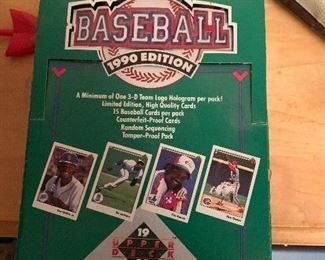 BASEBALL
1990 EDITION
A Minimum of One 3-D Team Logo Hologram per pack!
Limited Edition, High Quality Cards
15 Baseball Cards per pack
Counterfeit-Proof Cards
Random Sequencing
Tamper-Proof Pack
19
UPPER DECK